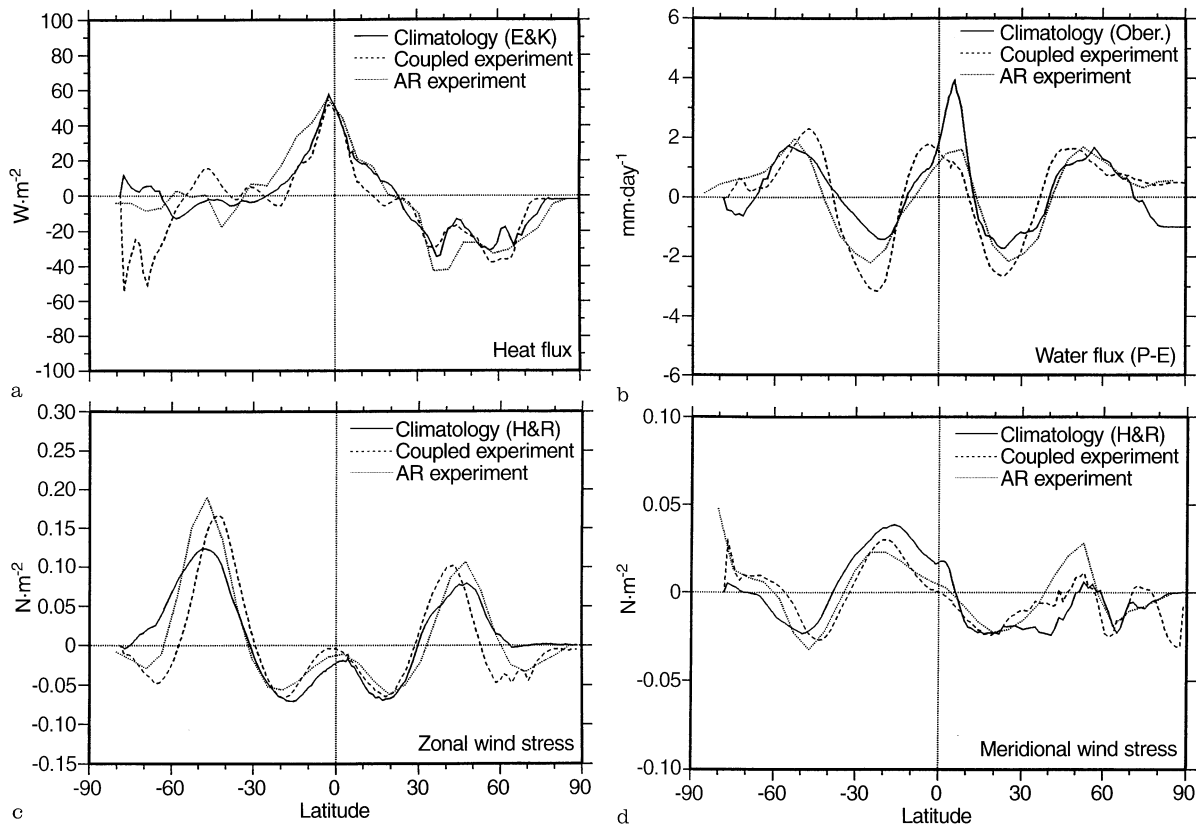 100
80
60
40
20
0
-20
-40
-60
-80
-100
W·m-2
Climatology (E&K)
Coupled experiment
AR experiment
Heat flux
a
6
4
2
0
-2
-4
-6
mm·day-1
Climatology (Ober.)
Coupled experiment
AR experiment
Water flux (P-E)
b
0.30
0.25
0.20
0.15
0.10
0.05
0
-0.05
-0.10
-0.15
N·m-2
Climatology (H&R)
Coupled experiment
AR experiment
Zonal wind stress
-90 -60 -30 0 30 60 90
Latitude
c
0.10
0.05
0
-0.05
-0.10
N·m-2
Climatology (H&R)
Coupled experiment
AR experiment
Meridional wind stress
-90 -60 -30 0 30 60 90
Latitude
d